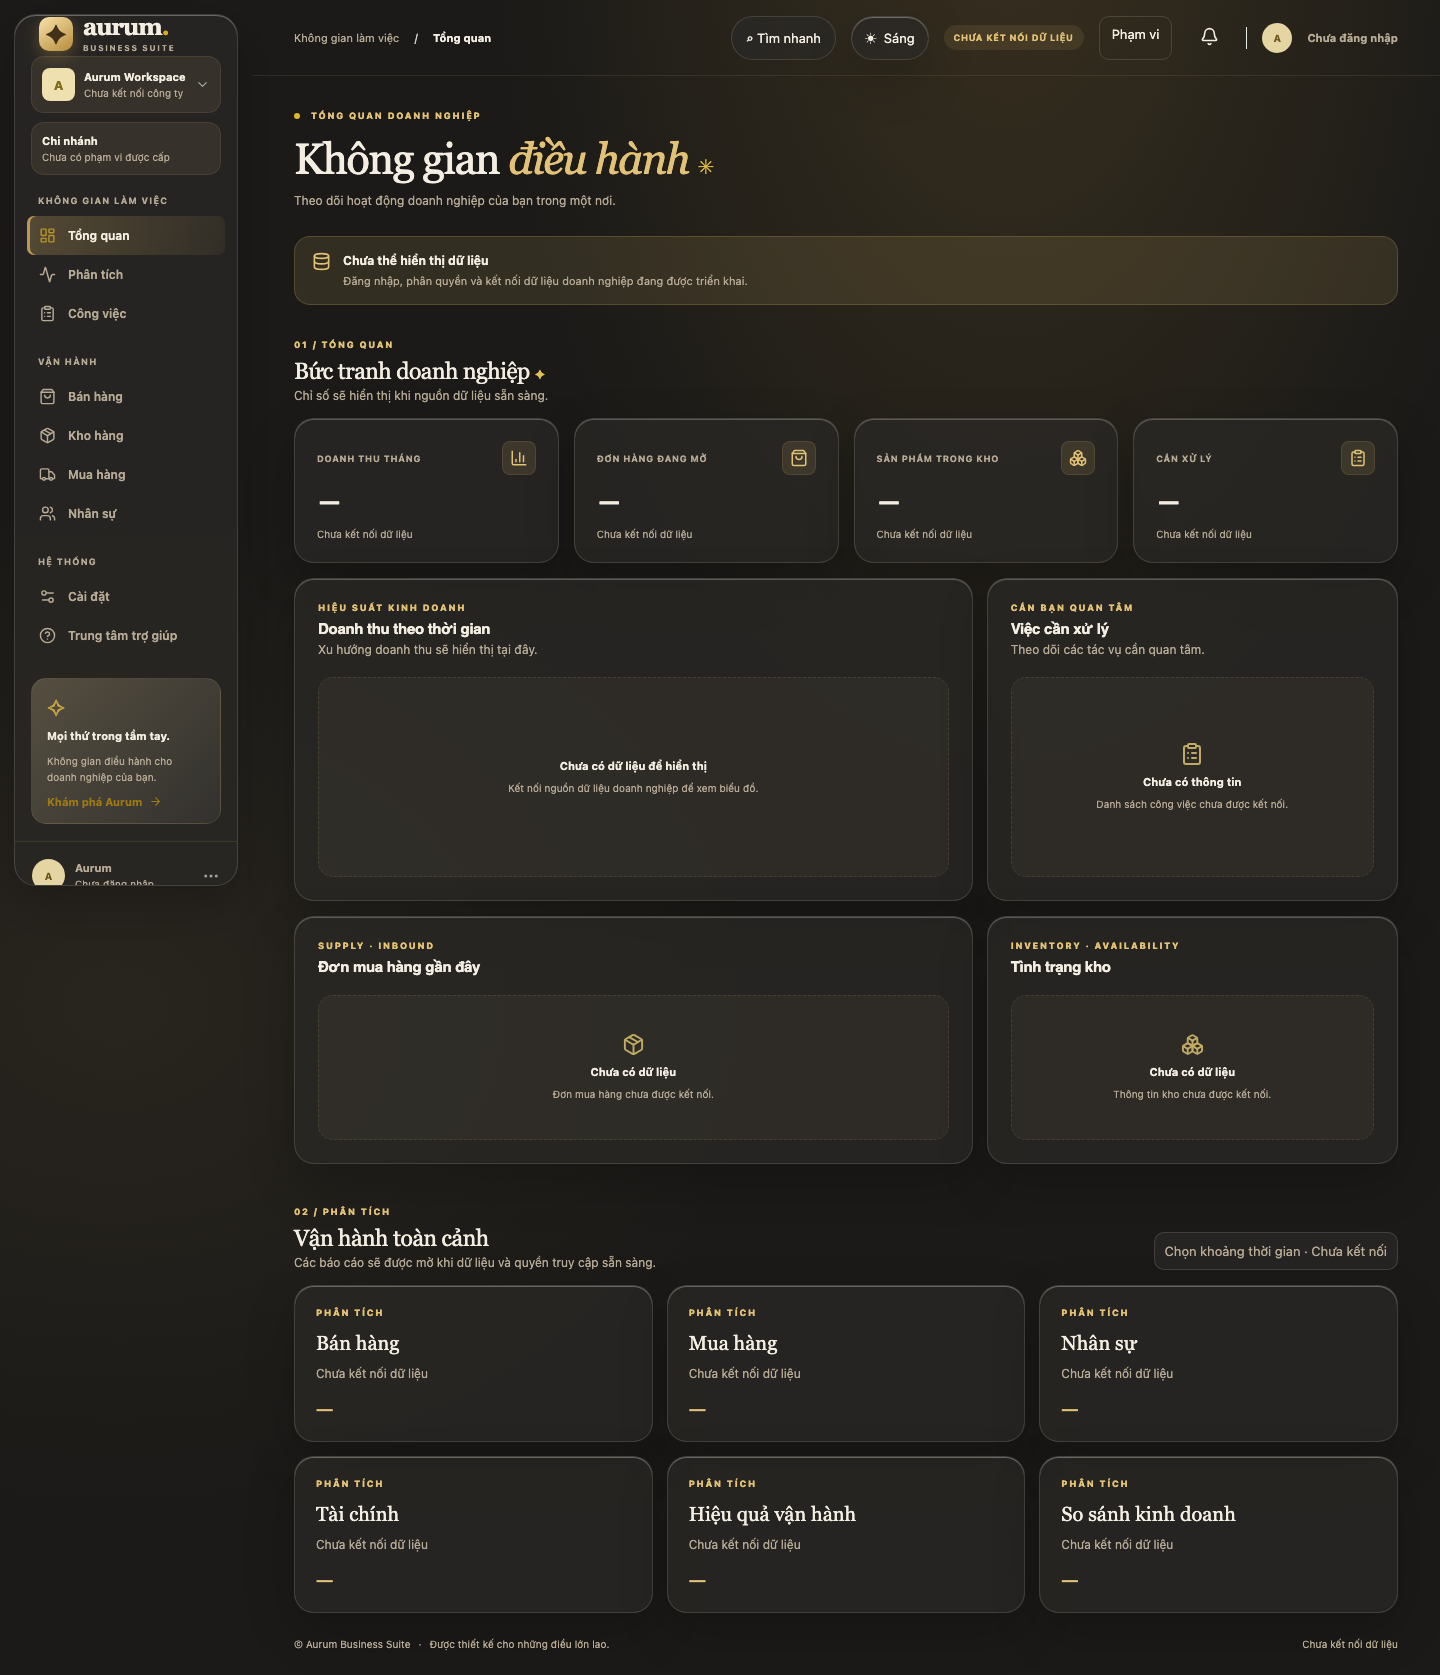 aurum.
BUSINESS SUITE
A
Aurum Workspace
Chưa kết nối công ty
Chi nhánh
Chưa có phạm vi được cấp
KHÔNG GIAN LÀM VIỆC
Tổng quan
Phân tích
Công việc
VẬN HÀNH
Bán hàng
Kho hàng
Mua hàng
Nhân sự
HỆ THỐNG
Cài đặt
Trung tâm trợ giúp
Mọi thứ trong tầm tay.
Không gian điều hành cho
doanh nghiệp của bạn.
Khám phá Aurum →
A
Aurum
Chưa đăng nhập
Không gian làm việc / Tổng quan
Tìm nhanh
Sáng
CHƯA KẾT NỐI DỮ LIỆU
Phạm vi
A
Chưa đăng nhập
TỔNG QUAN DOANH NGHIỆP
Không gian điều hành
Theo dõi hoạt động doanh nghiệp của bạn trong một nơi.
Chưa thể hiển thị dữ liệu
Đăng nhập, phân quyền và kết nối dữ liệu doanh nghiệp đang được triển khai.
01 / TỔNG QUAN
Bức tranh doanh nghiệp
Chỉ số sẽ hiển thị khi nguồn dữ liệu sẵn sàng.
DOANH THU THÁNG
—
Chưa kết nối dữ liệu
ĐƠN HÀNG ĐANG MỞ
—
Chưa kết nối dữ liệu
SẢN PHẨM TRONG KHO
—
Chưa kết nối dữ liệu
CẦN XỬ LÝ
—
Chưa kết nối dữ liệu
HIỆU SUẤT KINH DOANH
Doanh thu theo thời gian
Xu hướng doanh thu sẽ hiển thị tại đây.
Chưa có dữ liệu để hiển thị
Kết nối nguồn dữ liệu doanh nghiệp để xem biểu đồ.
CẦN BẠN QUAN TÂM
Việc cần xử lý
Theo dõi các tác vụ cần quan tâm.
Chưa có thông tin
Danh sách công việc chưa được kết nối.
SUPPLY · INBOUND
Đơn mua hàng gần đây
Chưa có dữ liệu
Đơn mua hàng chưa được kết nối.
INVENTORY · AVAILABILITY
Tình trạng kho
Chưa có dữ liệu
Thông tin kho chưa được kết nối.
02 / PHÂN TÍCH
Vận hành toàn cảnh
Các báo cáo sẽ được mở khi dữ liệu và quyền truy cập sẵn sàng.
Chọn khoảng thời gian · Chưa kết nối
PHÂN TÍCH
Bán hàng
Chưa kết nối dữ liệu
—
PHÂN TÍCH
Mua hàng
Chưa kết nối dữ liệu
—
PHÂN TÍCH
Nhân sự
Chưa kết nối dữ liệu
—
PHÂN TÍCH
Tài chính
Chưa kết nối dữ liệu
—
PHÂN TÍCH
Hiệu quả vận hành
Chưa kết nối dữ liệu
—
PHÂN TÍCH
So sánh kinh doanh
Chưa kết nối dữ liệu
—
© Aurum Business Suite · Được thiết kế cho những điều lớn lao.
Chưa kết nối dữ liệu